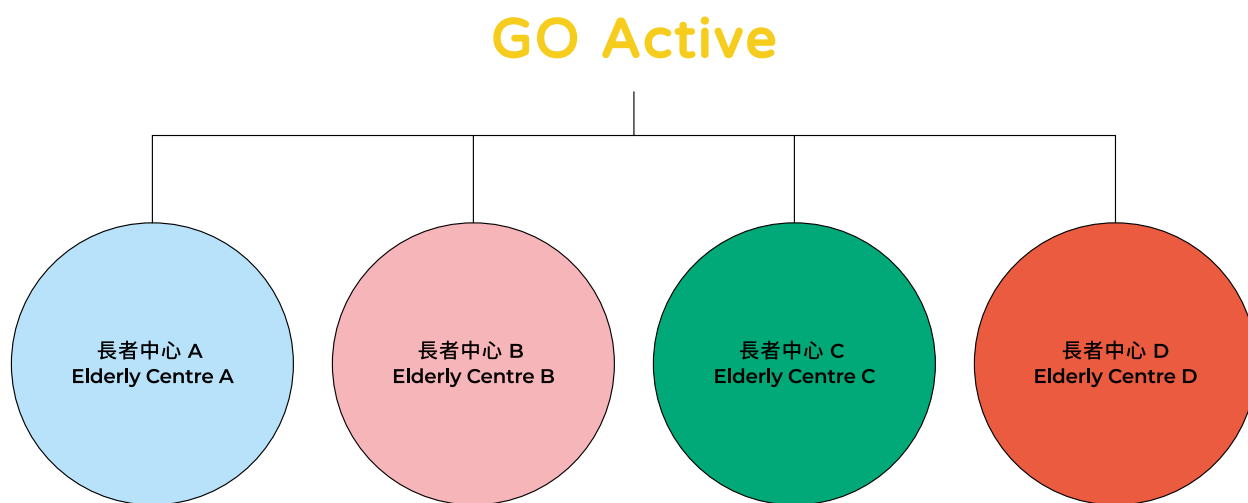 GO Active
長者中心 A
Elderly Centre A
長者中心 B
Elderly Centre B
長者中心 C
Elderly Centre C
長者中心 D
Elderly Centre D